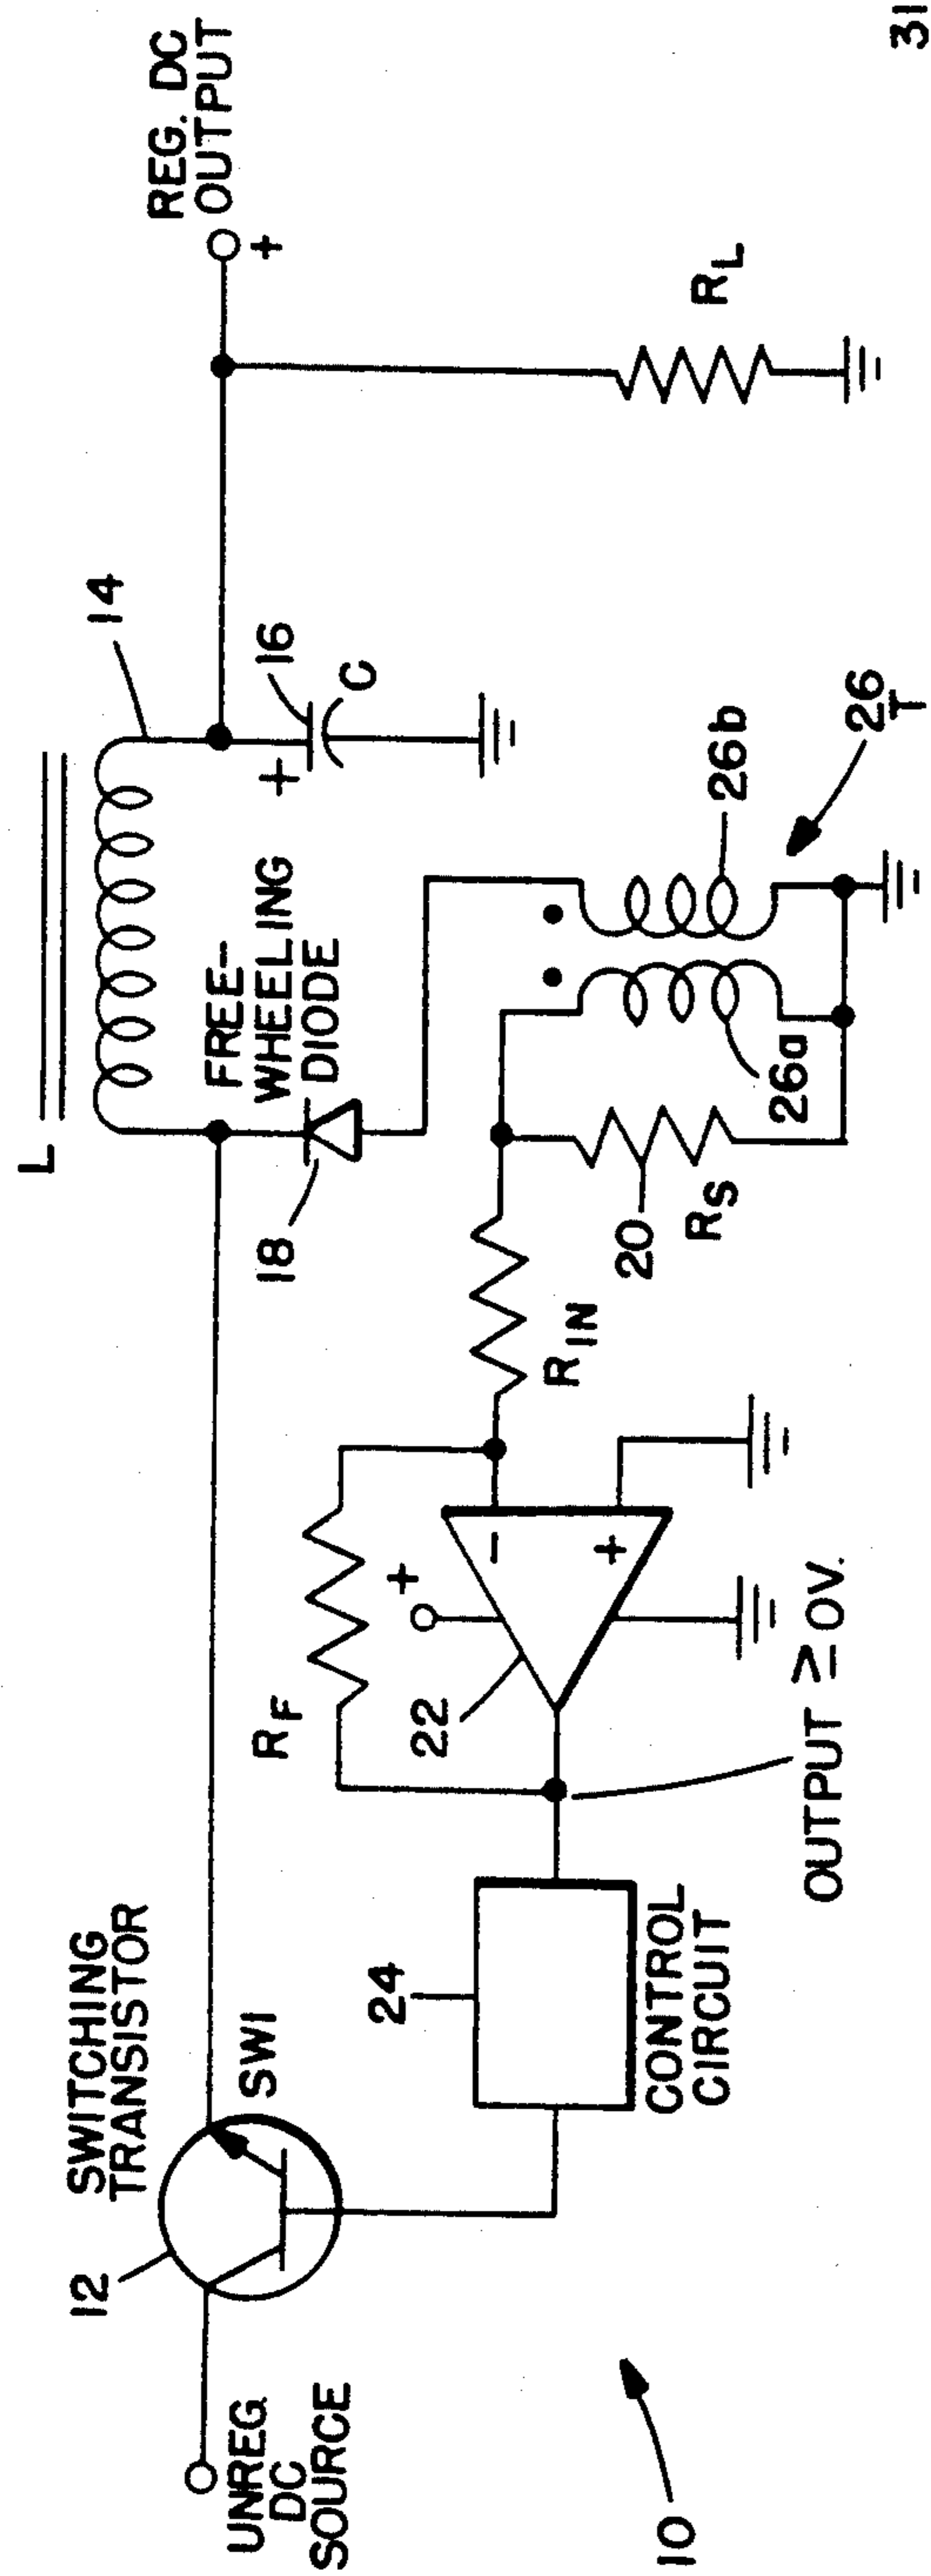 L
14
SWITCHING
TRANSISTOR
12
SW1
UNREG
DC
SOURCE
REG. DC
OUTPUT
+
FREE-
WHEELING
DIODE
18
+
16
C
RF
+
22
-
+
RIN
20
RS
26a
26b
26
T
RL
24
CONTROL
CIRCUIT
OUTPUT ≥ 0V.
10
31